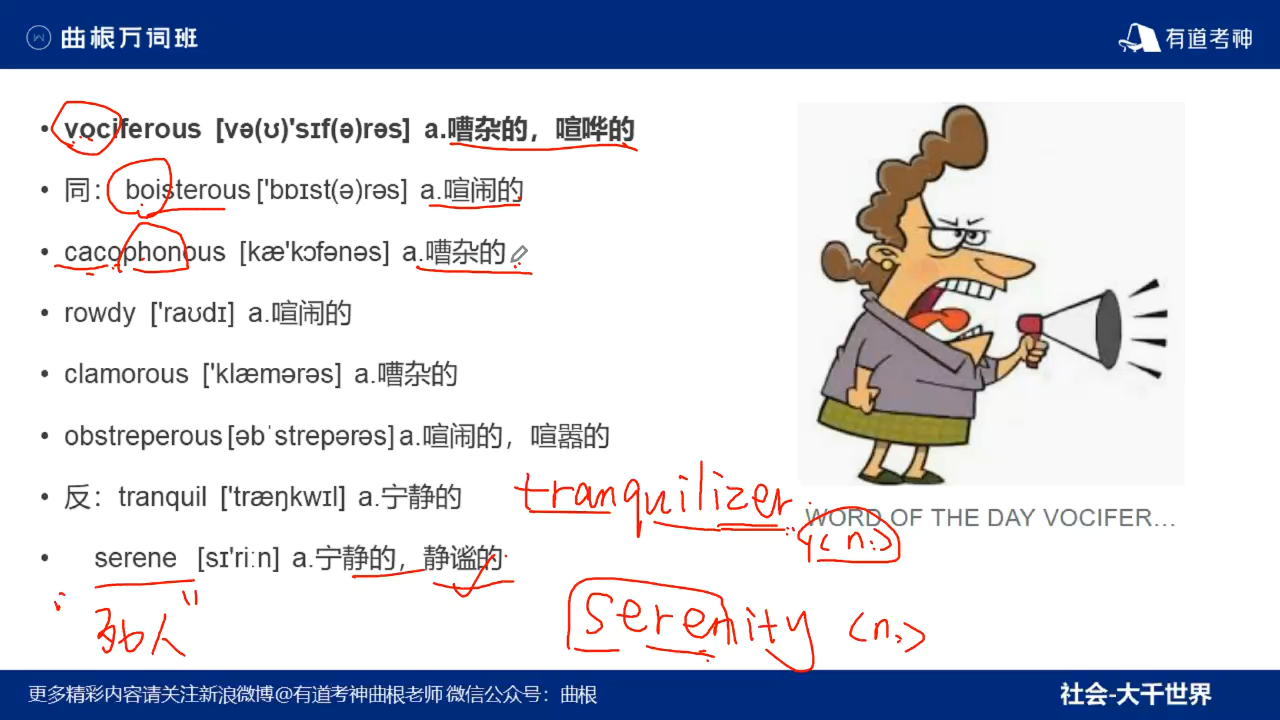 曲根万词班
有道考神
• vociferous [və(ʊ)'sɪf(ə)rəs] a.嘈杂的，喧哗的
• 同： boisterous ['bɒɪst(ə)rəs] a.喧闹的
• cacophonous [kæ'kɔfənəs] a.嘈杂的
• rowdy ['raʊdɪ] a.喧闹的
• clamorous ['klæmərəs] a.嘈杂的
• obstreperous [əbˈstrepərəs] a.喧闹的，喧嚣的
• 反：tranquil ['træŋkwɪl] a.宁静的
tranquilizer
(n.)
WORD OF THE DAY VOCIFER...
• serene [sɪ'riːn] a.宁静的，静谧的
serenity (n.)
更多精彩内容请关注新浪微博@有道考神曲根老师 微信公众号：曲根
社会-大千世界